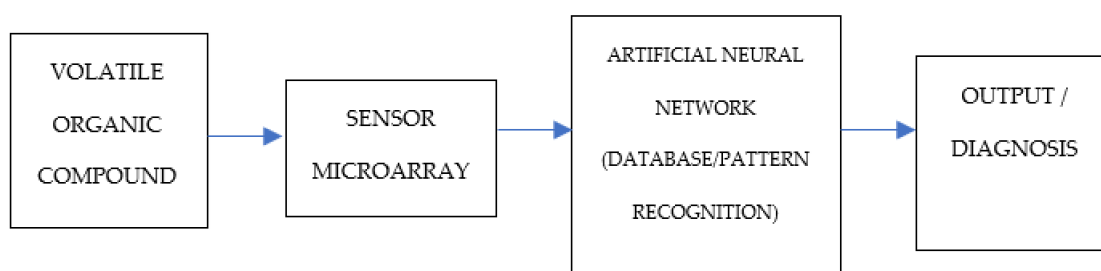 VOLATILE
ORGANIC
COMPOUND
SENSOR
MICROARRAY
ARTIFICIAL NEURAL
NETWORK
(DATABASE/PATTERN
RECOGNITION)
OUTPUT /
DIAGNOSIS